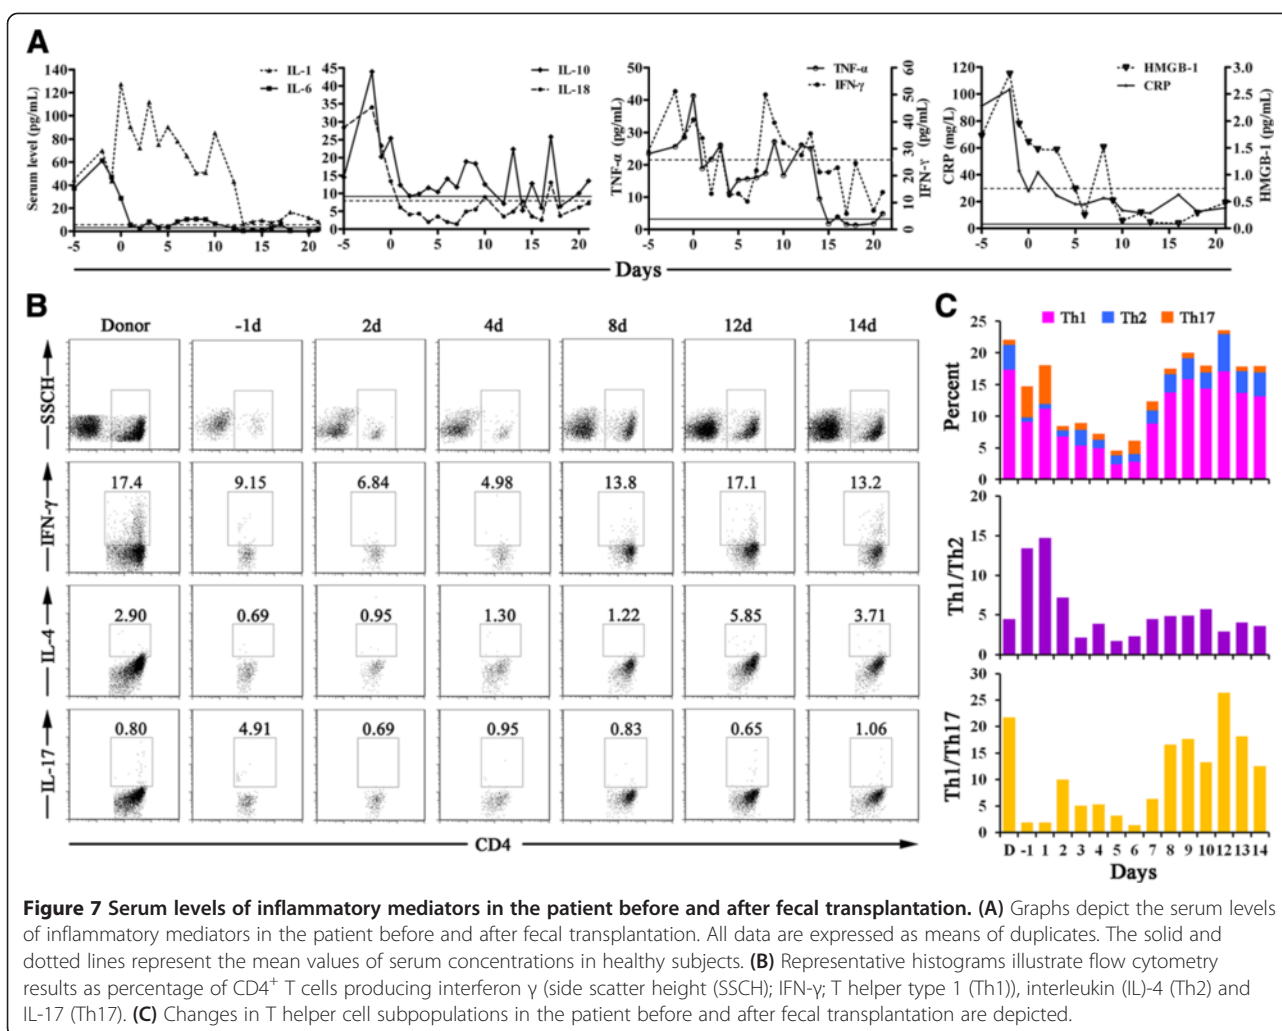 A
IL-1
IL-6
IL-10
IL-18
TNF-α
IFN-γ
HMGB-1
CRP
Serum level (pg/mL)
140
120
100
80
60
40
20
0
-5 0 5 10 15 20
50
45
40
35
30
25
20
15
10
5
0
-5 0 5 10 15 20
TNF-α (pg/mL)
50
40
30
20
10
0
-5 0 5 10 15 20
60
50
40
30
20
10
0
IFN-γ (pg/mL)
CRP (mg/L)
120
100
80
60
40
20
0
-5 0 5 10 15 20
3.0
2.5
2.0
1.5
1.0
0.5
0.0
HMGB-1 (pg/mL)
Days
B
Donor -1d 2d 4d 8d 12d 14d
SSCH
IFN-γ
17.4 9.15 6.84 4.98 13.8 17.1 13.2
IL-4
2.90 0.69 0.95 1.30 1.22 5.85 3.71
IL-17
0.80 4.91 0.69 0.95 0.83 0.65 1.06
CD4
C
Th1 Th2 Th17
Percent
25
20
15
10
5
0
Th1/Th2
20
15
10
5
0
Th1/Th17
30
25
20
15
10
5
0
D -1 1 2 3 4 5 6 7 8 9 10 12 13 14
Days
Figure 7 Serum levels of inflammatory mediators in the patient before and after fecal transplantation. (A) Graphs depict the serum levels
of inflammatory mediators in the patient before and after fecal transplantation. All data are expressed as means of duplicates. The solid and
dotted lines represent the mean values of serum concentrations in healthy subjects. (B) Representative histograms illustrate flow cytometry
results as percentage of CD4⁺ T cells producing interferon γ (side scatter height (SSCH); IFN-γ; T helper type 1 (Th1)), interleukin (IL)-4 (Th2) and
IL-17 (Th17). (C) Changes in T helper cell subpopulations in the patient before and after fecal transplantation are depicted.